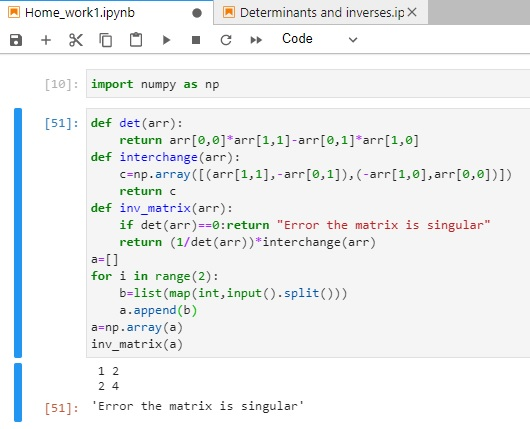 Home_work1.ipynb
Determinants and inverses.ip
Code
[10]: import numpy as np
[51]: def det(arr):
    return arr[0,0]*arr[1,1]-arr[0,1]*arr[1,0]
def interchange(arr):
    c=np.array([(arr[1,1],-arr[0,1]),(-arr[1,0],arr[0,0])])
    return c
def inv_matrix(arr):
    if det(arr)==0:return "Error the matrix is singular"
    return (1/det(arr))*interchange(arr)
a=[]
for i in range(2):
    b=list(map(int,input().split()))
    a.append(b)
a=np.array(a)
inv_matrix(a)
1 2
2 4
[51]: 'Error the matrix is singular'